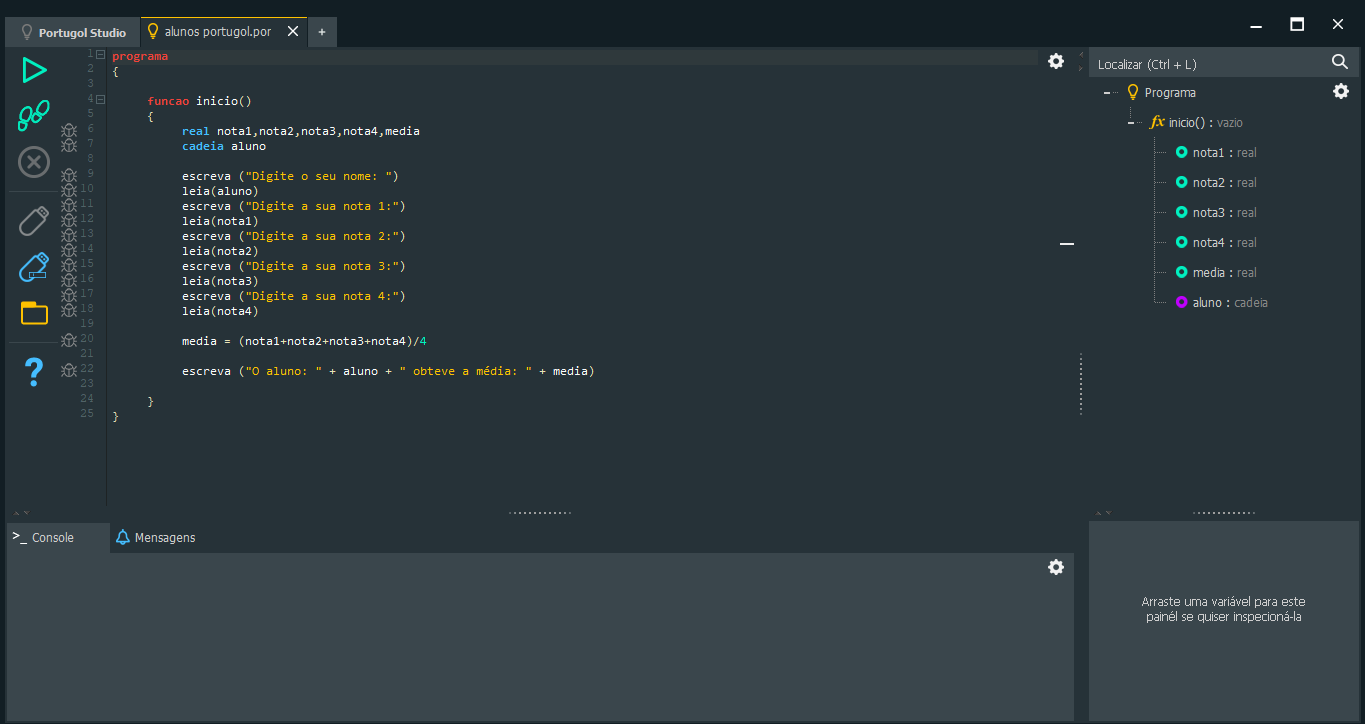 Portugol Studio
alunos portugol.por
+
1 programa
2 {
3
4 funcao inicio()
5 {
6 real nota1,nota2,nota3,nota4,media
7 cadeia aluno
8
9 escreva ("Digite o seu nome: ")
10 leia(aluno)
11 escreva ("Digite a sua nota 1:")
12 leia(nota1)
13 escreva ("Digite a sua nota 2:")
14 leia(nota2)
15 escreva ("Digite a sua nota 3:")
16 leia(nota3)
17 escreva ("Digite a sua nota 4:")
18 leia(nota4)
19
20 media = (nota1+nota2+nota3+nota4)/4
21
22 escreva ("O aluno: " + aluno + " obteve a média: " + media)
23
24 }
25 }
Localizar (Ctrl + L)
Programa
fx inicio() : vazio
nota1 : real
nota2 : real
nota3 : real
nota4 : real
media : real
aluno : cadeia
>_ Console
Mensagens
Arraste uma variável para este
painél se quiser inspecioná-la